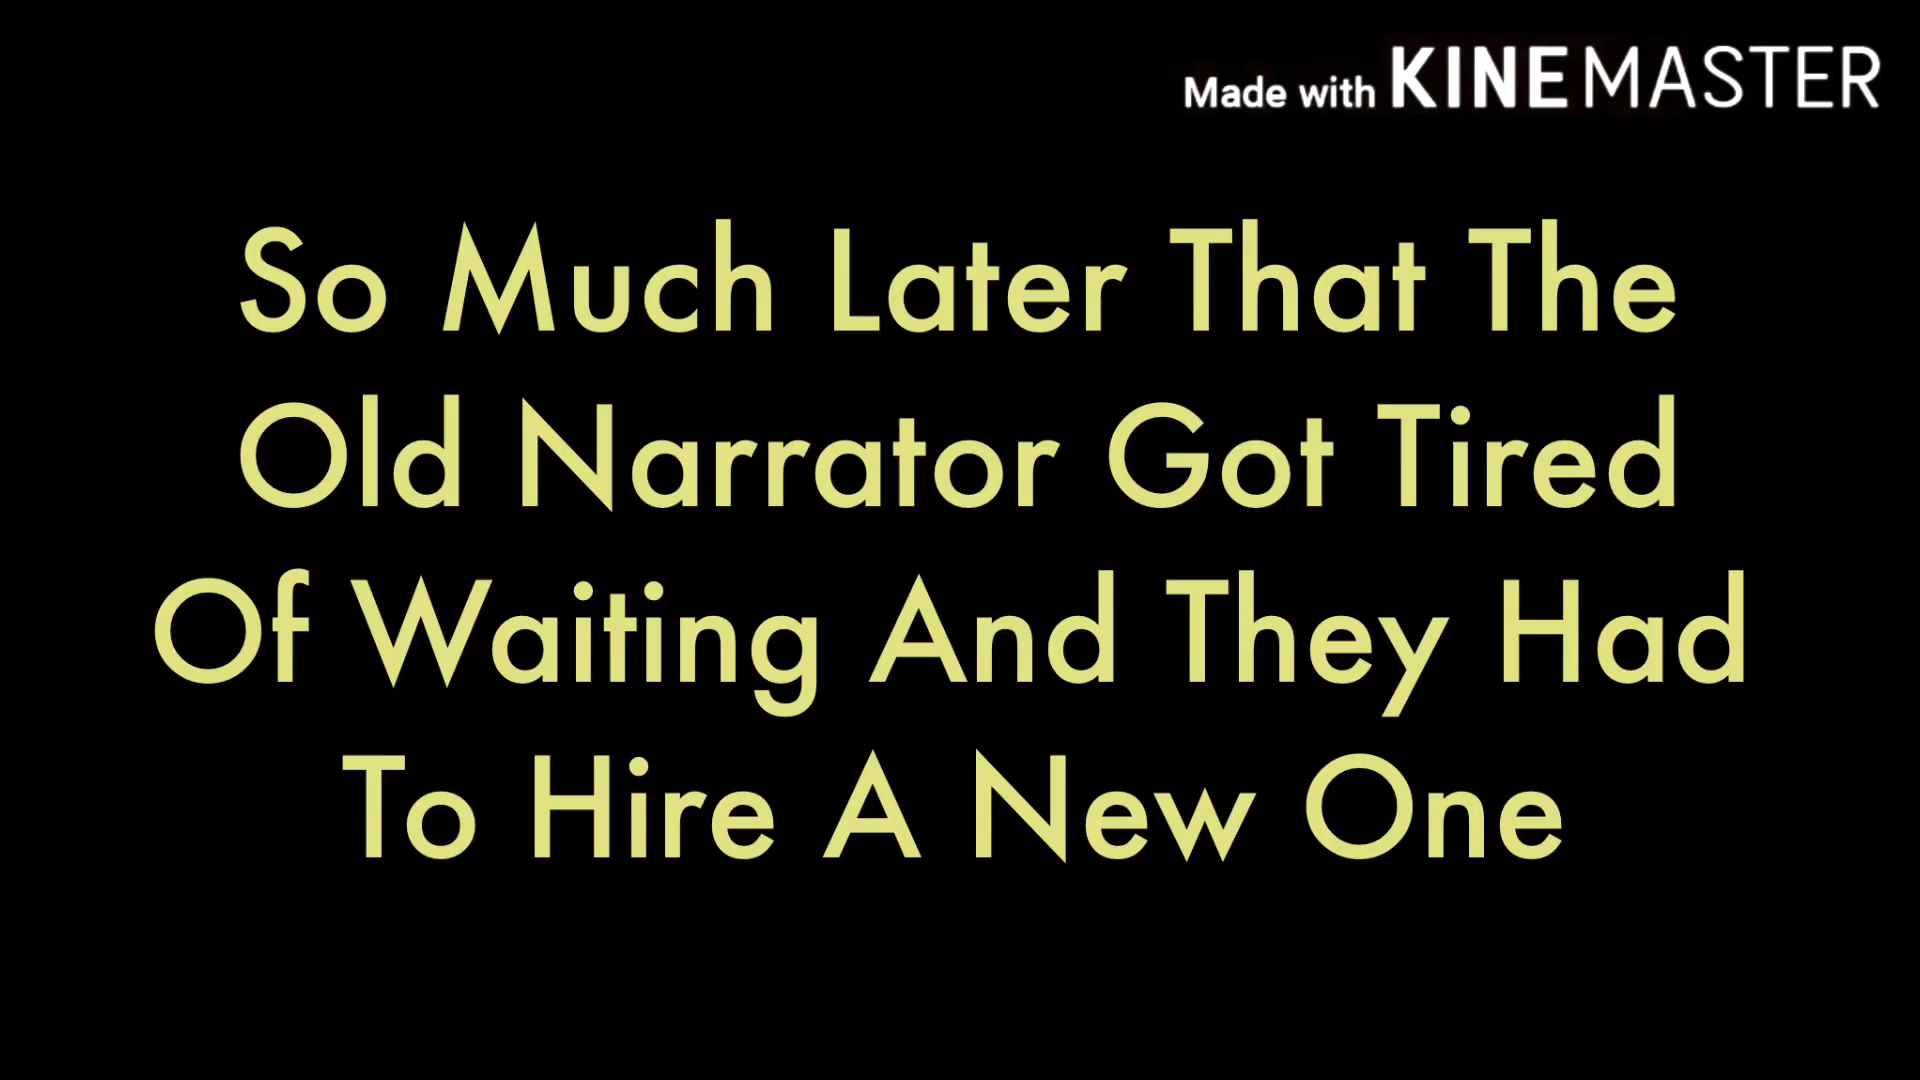 Made with KINEMASTER
So Much Later That The
Old Narrator Got Tired
Of Waiting And They Had
To Hire A New One